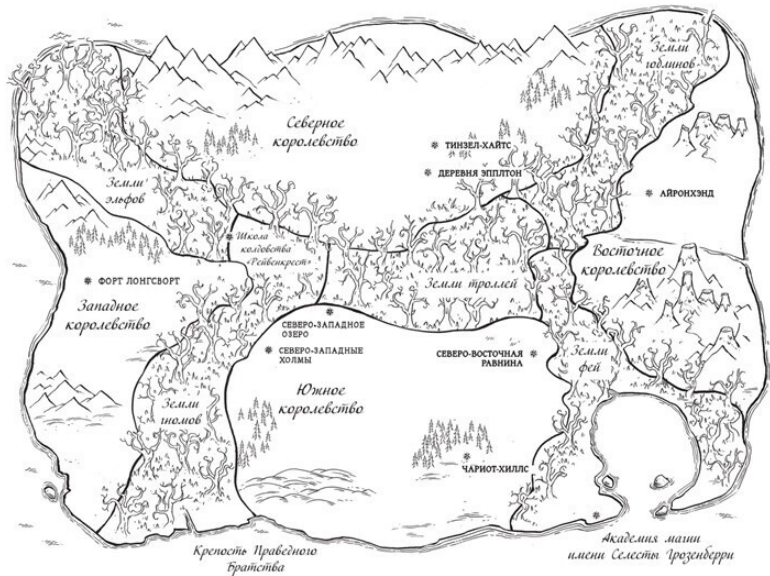 Земли
гоблинов
Северное
королевство
ТИНЗЕЛ-ХАЙТС
ДЕРЕВНЯ ЭППЛТОН
Земли
эльфов
АЙРОНХЭНД
Школа
колдовства
«Рейвенкрест»
Восточное
королевство
ФОРТ ЛОНГСВОРТ
Земли троллей
Западное
королевство
СЕВЕРО-ЗАПАДНОЕ
ОЗЕРО
СЕВЕРО-ЗАПАДНЫЕ
ХОЛМЫ
СЕВЕРО-ВОСТОЧНАЯ
РАВНИНА
Земли
фей
Южное
королевство
Земли
гномов
ЧАРИОТ-ХИЛЛС
Крепость Праведного
Братства
Академия магии
имени Селесты Грозенберри